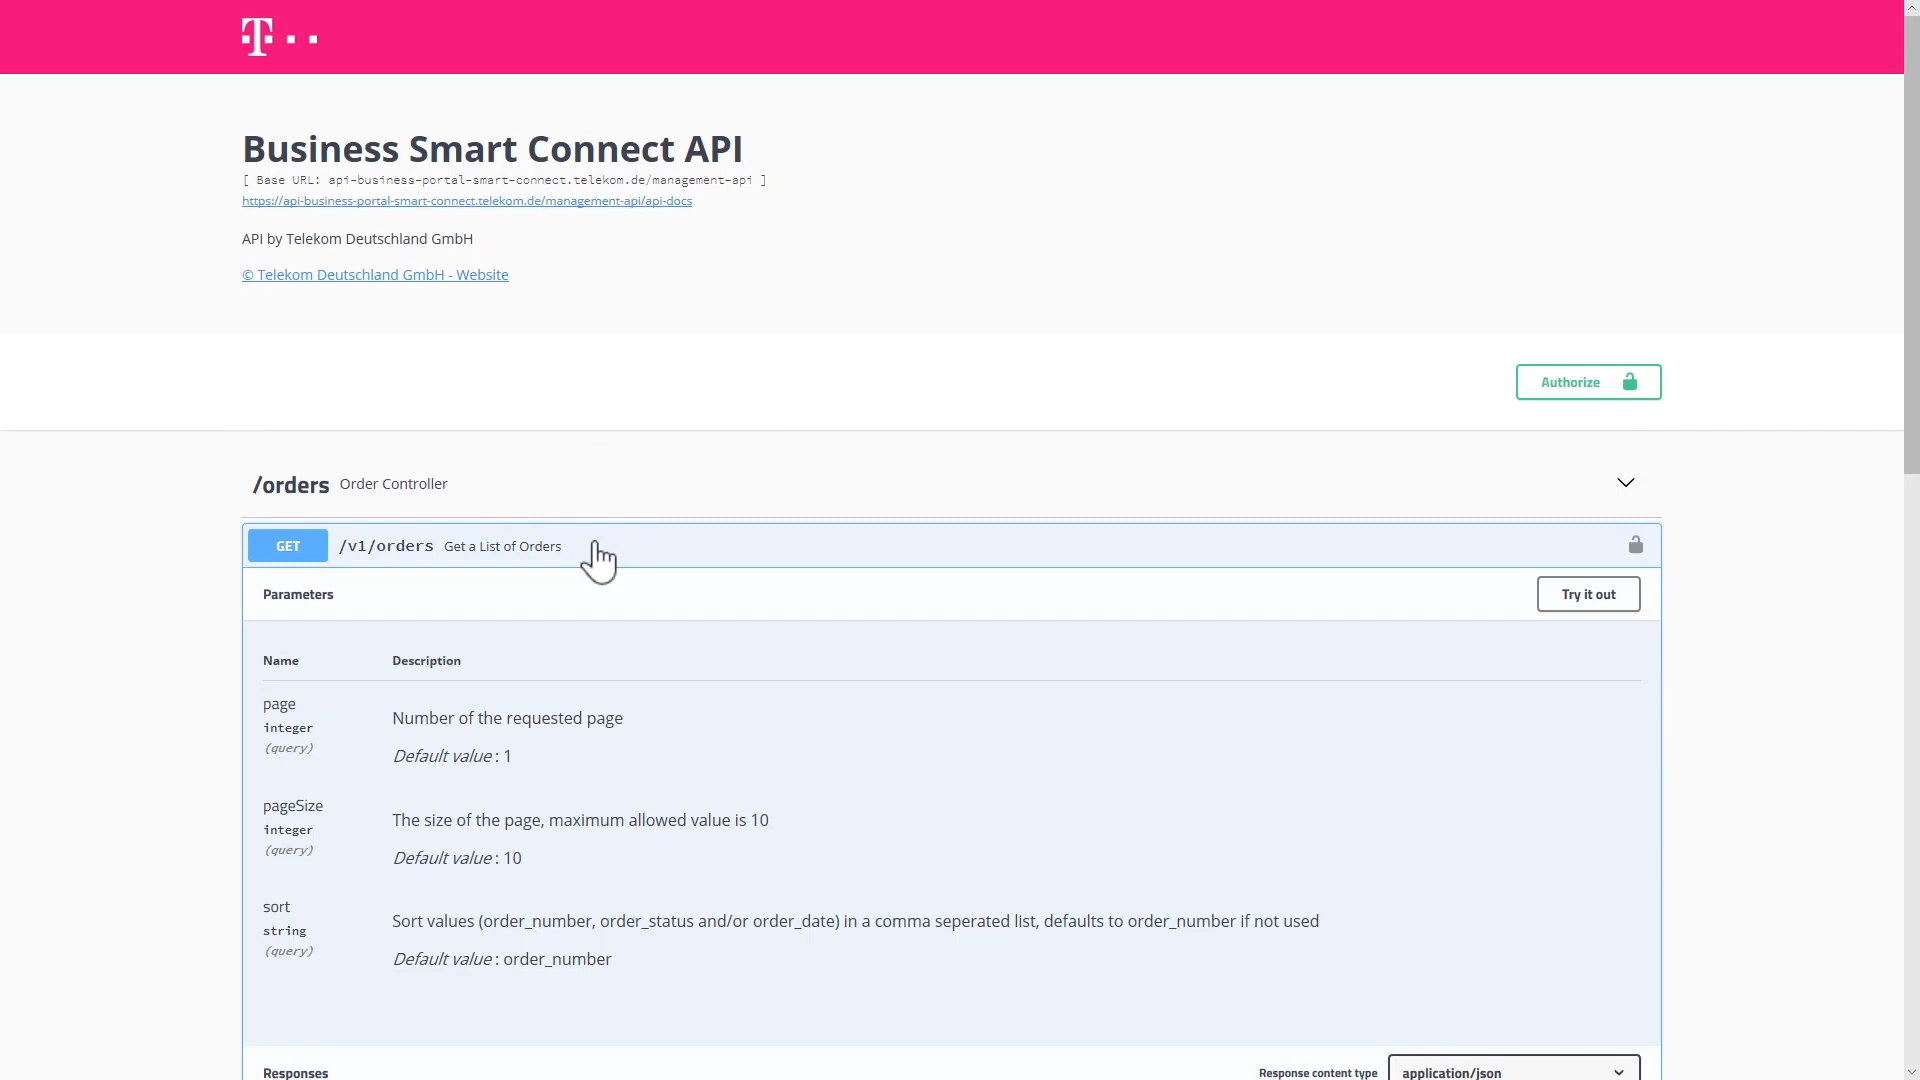 T
Business Smart Connect API
[ Base URL: api-business-portal-smart-connect.telekom.de/management-api ]
https://api-business-portal-smart-connect.telekom.de/management-api/api-docs
API by Telekom Deutschland GmbH
© Telekom Deutschland GmbH - Website
Authorize
/orders Order Controller
GET /v1/orders Get a List of Orders
Parameters Try it out
Name Description
page
integer
(query)
Number of the requested page
Default value : 1
pageSize
integer
(query)
The size of the page, maximum allowed value is 10
Default value : 10
sort
string
(query)
Sort values (order_number, order_status and/or order_date) in a comma seperated list, defaults to order_number if not used
Default value : order_number
Responses Response content type application/json